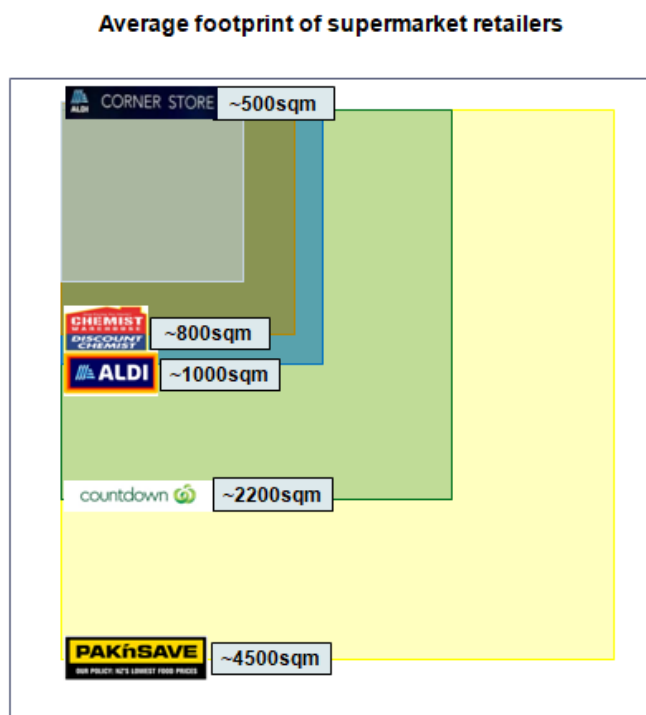 Average footprint of supermarket retailers
ALDI CORNER STORE ~500sqm
CHEMIST
WAREHOUSE
DISCOUNT
CHEMIST
~800sqm
ALDI ~1000sqm
countdown ~2200sqm
PAK'nSAVE
OUR POLICY: NZ'S LOWEST FOOD PRICES
~4500sqm